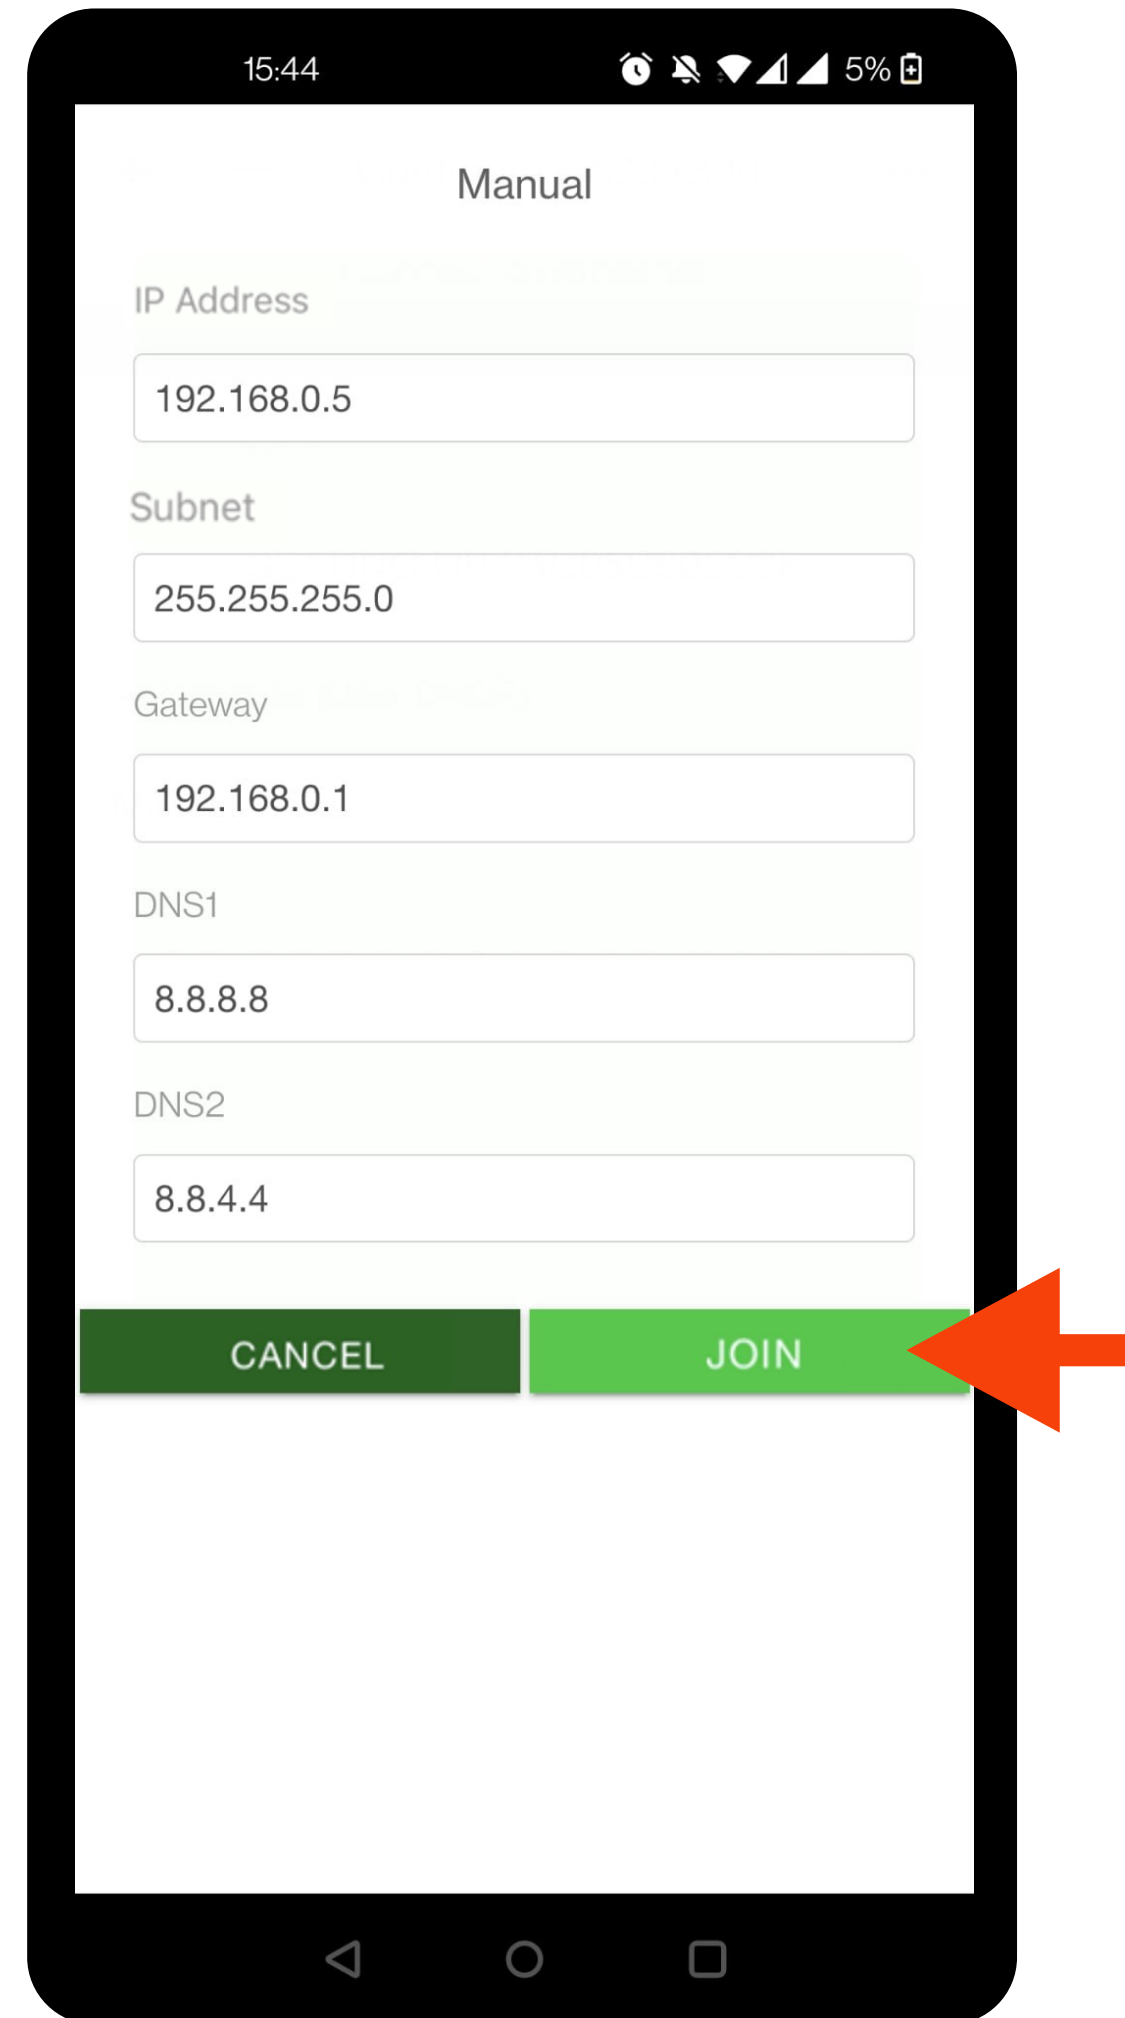 15:44 5%
Manual
IP Address
192.168.0.5
Subnet
255.255.255.0
Gateway
192.168.0.1
DNS1
8.8.8.8
DNS2
8.8.4.4
CANCEL JOIN